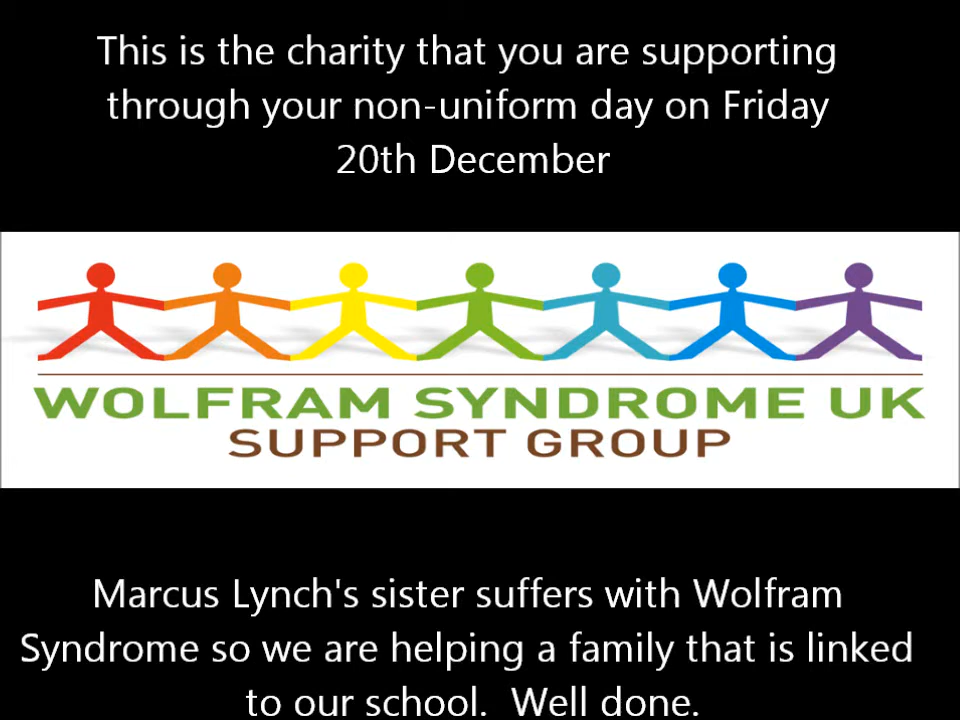 This is the charity that you are supporting
through your non-uniform day on Friday
20th December
WOLFRAM SYNDROME UK
SUPPORT GROUP
Marcus Lynch's sister suffers with Wolfram
Syndrome so we are helping a family that is linked
to our school.  Well done.